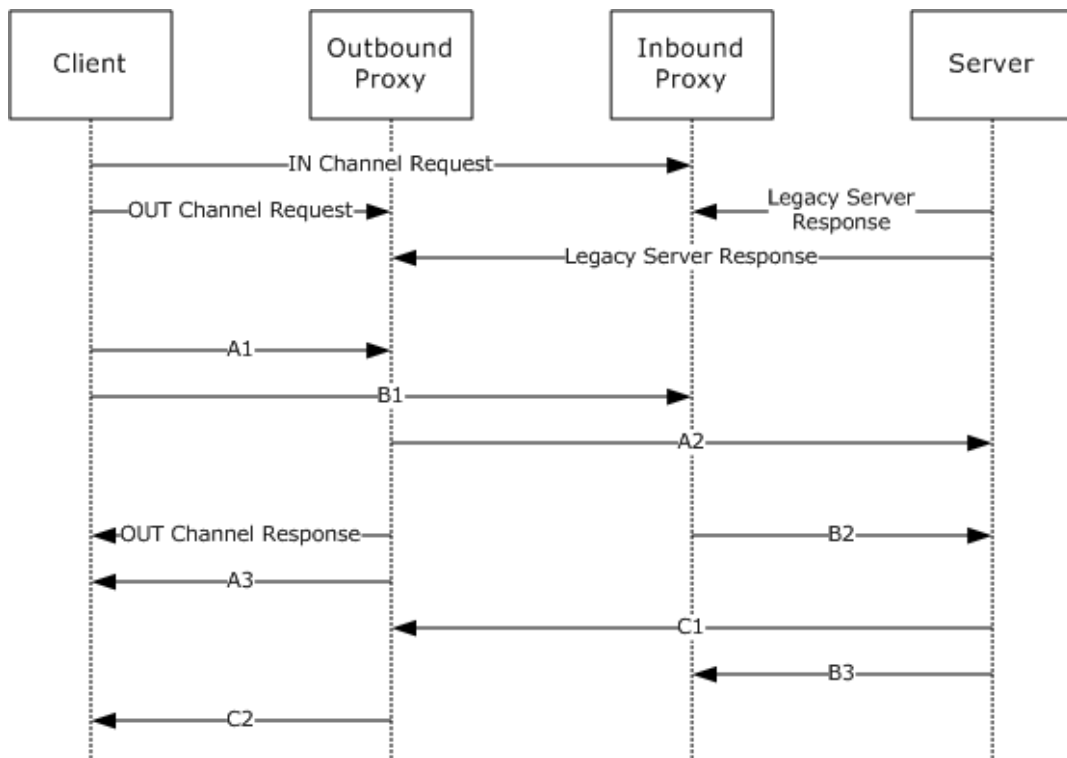 Client
Outbound
Proxy
Inbound
Proxy
Server
IN Channel Request
OUT Channel Request
Legacy Server
Response
Legacy Server Response
A1
B1
A2
OUT Channel Response
B2
A3
C1
B3
C2